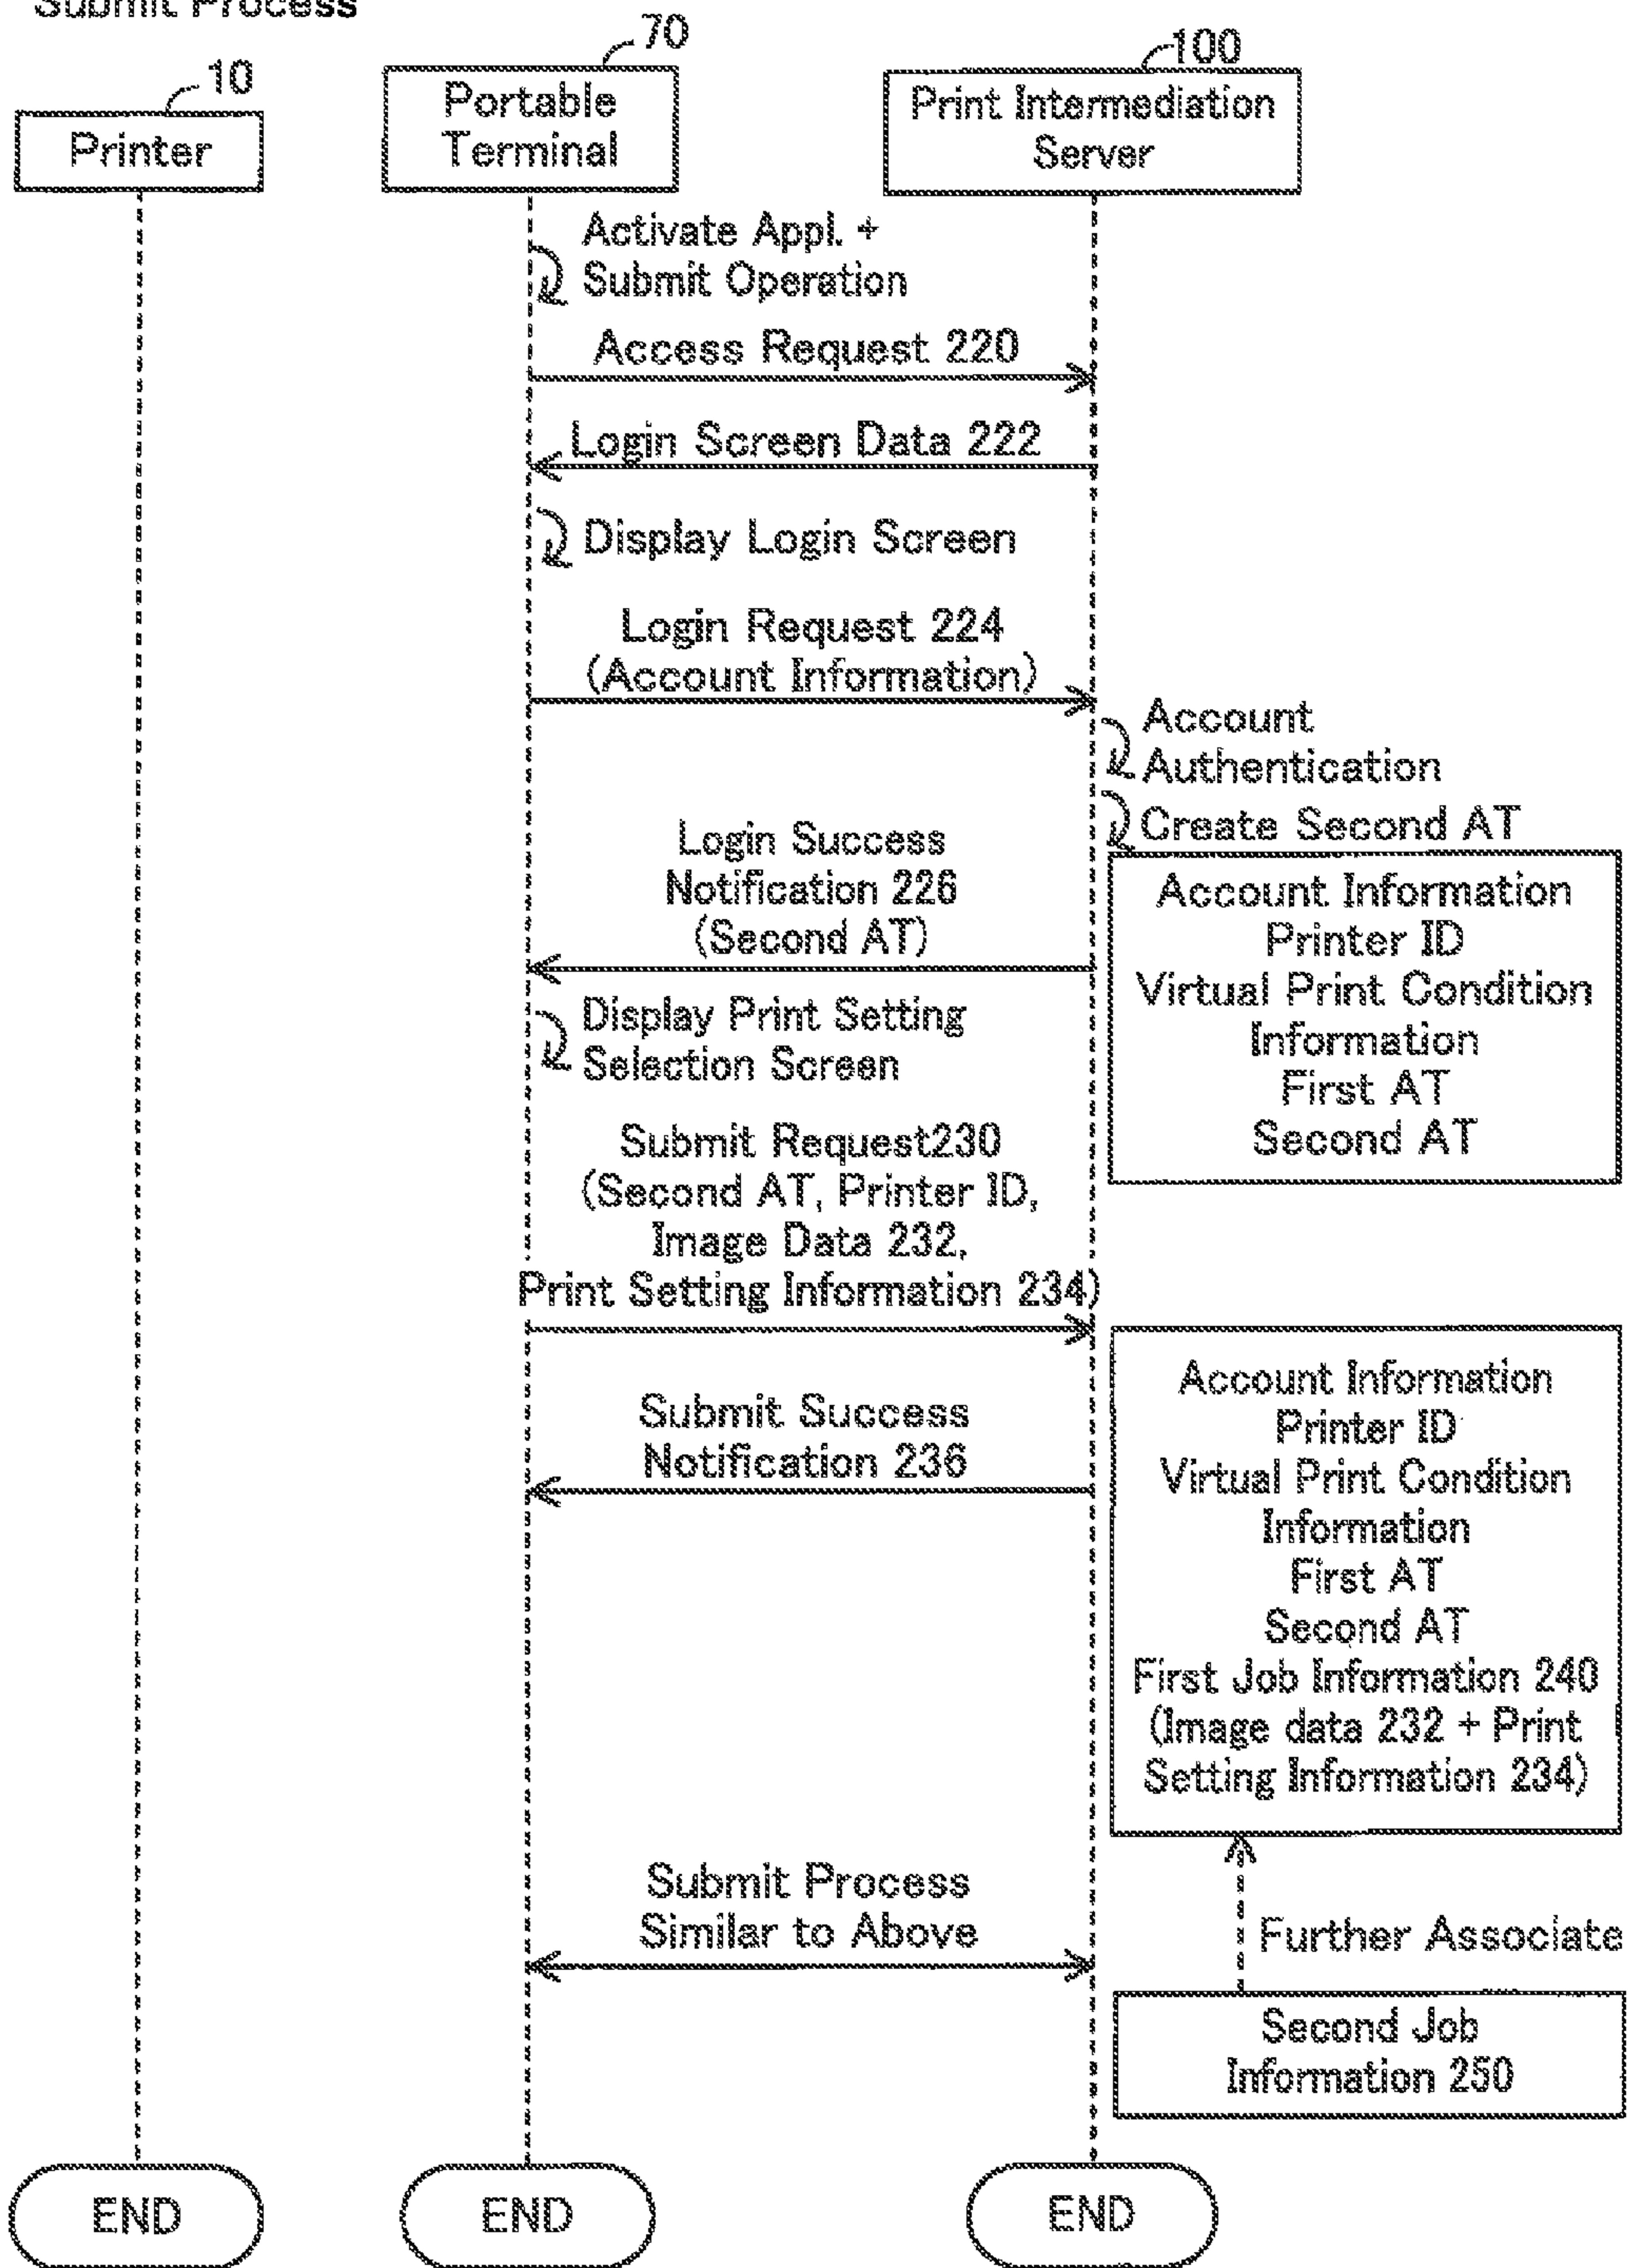 Submit Process
10
70
100
Printer
Portable
Terminal
Print Intermediation
Server
Activate Appl. +
Submit Operation
Access Request 220
Login Screen Data 222
Display Login Screen
Login Request 224
(Account Information)
Account
Authentication
Create Second AT
Login Success
Notification 226
(Second AT)
Account Information
Printer ID
Virtual Print Condition
Information
First AT
Second AT
Display Print Setting
Selection Screen
Submit Request230
(Second AT, Printer ID,
Image Data 232,
Print Setting Information 234)
Submit Success
Notification 236
Account Information
Printer ID
Virtual Print Condition
Information
First AT
Second AT
First Job Information 240
(Image data 232 + Print
Setting Information 234)
Submit Process
Similar to Above
Further Associate
Second Job
Information 250
END
END
END